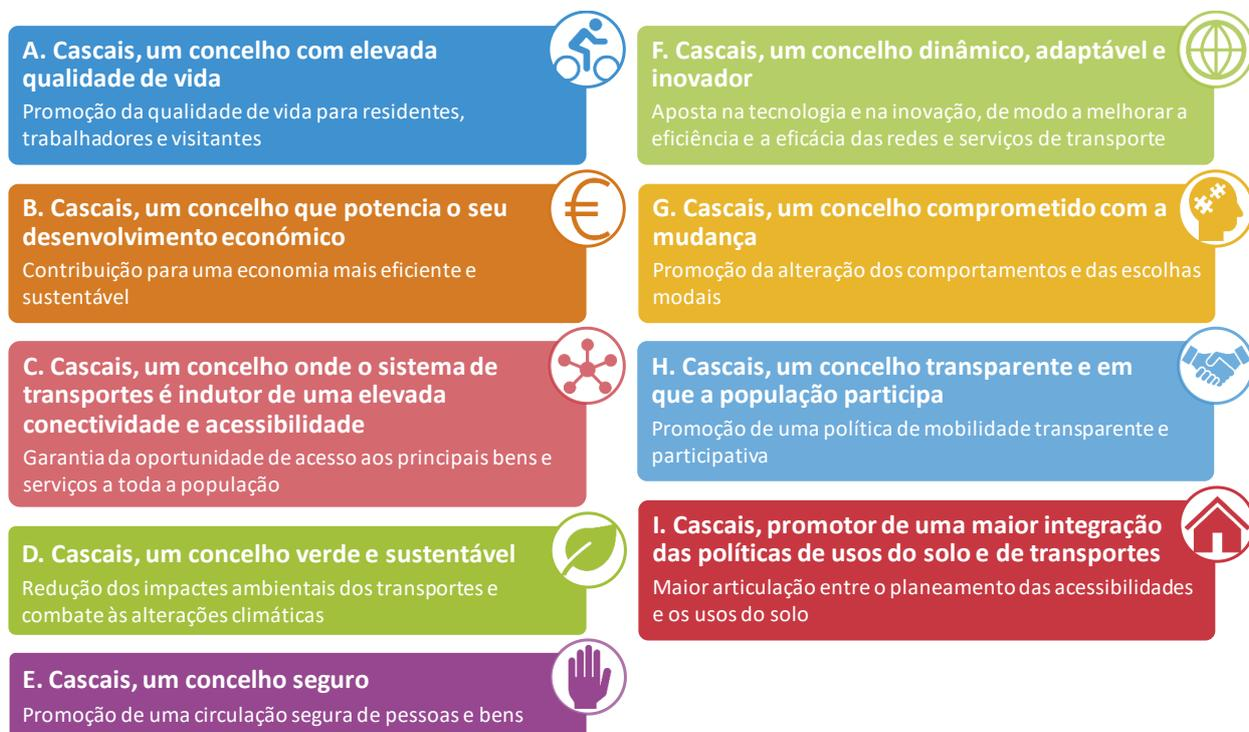 A. Cascais, um concelho com elevada
qualidade de vida
Promoção da qualidade de vida para residentes,
trabalhadores e visitantes
B. Cascais, um concelho que potencia o seu
desenvolvimento económico
Contribuição para uma economia mais eficiente e
sustentável
€
C. Cascais, um concelho onde o sistema de
transportes é indutor de uma elevada
conectividade e acessibilidade
Garantia da oportunidade de acesso aos principais bens e
serviços a toda a população
D. Cascais, um concelho verde e sustentável
Redução dos impactes ambientais dos transportes e
combate às alterações climáticas
E. Cascais, um concelho seguro
Promoção de uma circulação segura de pessoas e bens
F. Cascais, um concelho dinâmico, adaptável e
inovador
Aposta na tecnologia e na inovação, de modo a melhorar a
eficiência e a eficácia das redes e serviços de transporte
G. Cascais, um concelho comprometido com a
mudança
Promoção da alteração dos comportamentos e das escolhas
modais
H. Cascais, um concelho transparente e em
que a população participa
Promoção de uma política de mobilidade transparente e
participativa
I. Cascais, promotor de uma maior integração
das políticas de usos do solo e de transportes
Maior articulação entre o planeamento das acessibilidades
e os usos do solo